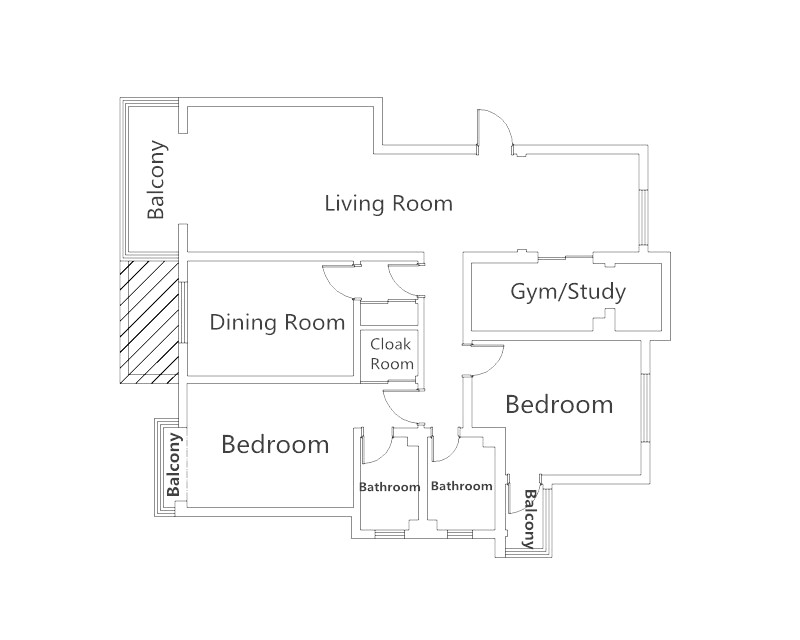 Balcony
Living Room
Gym/Study
Dining Room
Cloak
Room
Bedroom
Bedroom
Balcony
Bathroom
Bathroom
Balcony